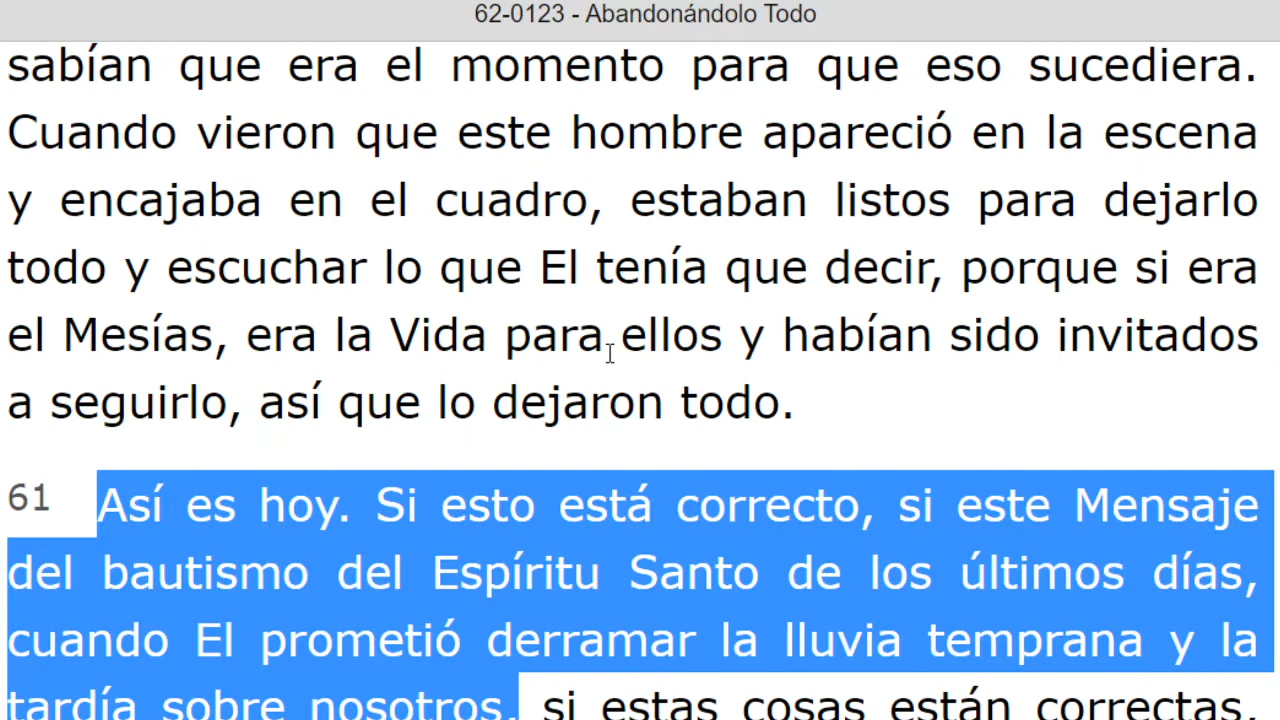 62-0123 - Abandonándolo Todo
sabían que era el momento para que eso sucediera.
Cuando vieron que este hombre apareció en la escena
y encajaba en el cuadro, estaban listos para dejarlo
todo y escuchar lo que El tenía que decir, porque si era
el Mesías, era la Vida para ellos y habían sido invitados
a seguirlo, así que lo dejaron todo.
61 Así es hoy. Si esto está correcto, si este Mensaje
del bautismo del Espíritu Santo de los últimos días,
cuando El prometió derramar la lluvia temprana y la
tardía sobre nosotros, si estas cosas están correctas,